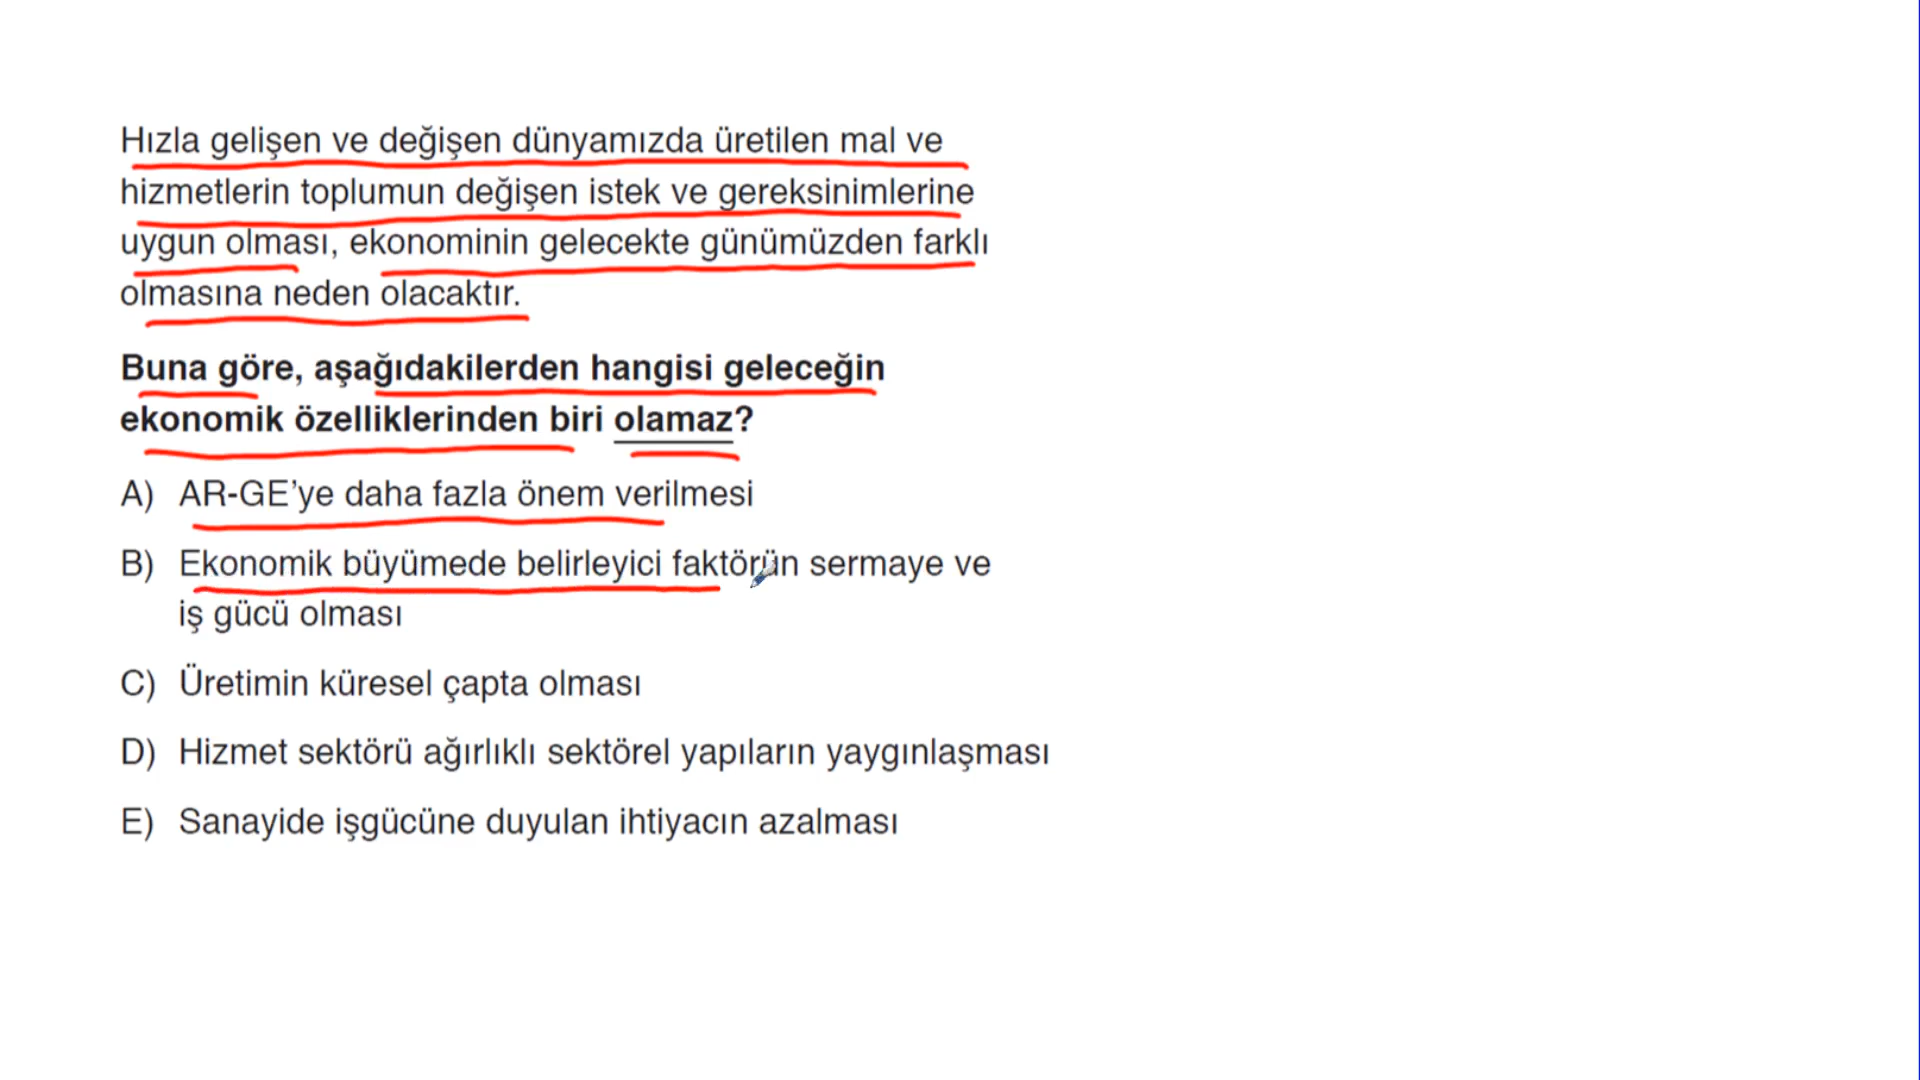 Hızla gelişen ve değişen dünyamızda üretilen mal ve
hizmetlerin toplumun değişen istek ve gereksinimlerine
uygun olması, ekonominin gelecekte günümüzden farklı
olmasına neden olacaktır.
Buna göre, aşağıdakilerden hangisi geleceğin
ekonomik özelliklerinden biri olamaz?
A) AR-GE’ye daha fazla önem verilmesi
B) Ekonomik büyümede belirleyici faktörün sermaye ve
iş gücü olması
C) Üretimin küresel çapta olması
D) Hizmet sektörü ağırlıklı sektörel yapıların yaygınlaşması
E) Sanayide işgücüne duyulan ihtiyacın azalması